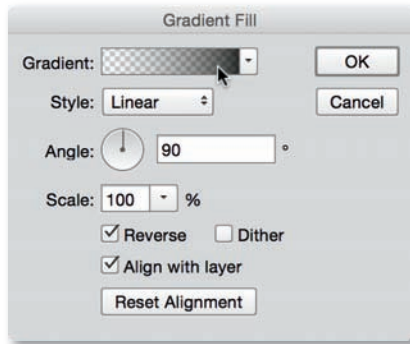 Gradient Fill
Gradient: OK
Style: Linear Cancel
Angle: 90 °
Scale: 100 %
Reverse Dither
Align with layer
Reset Alignment